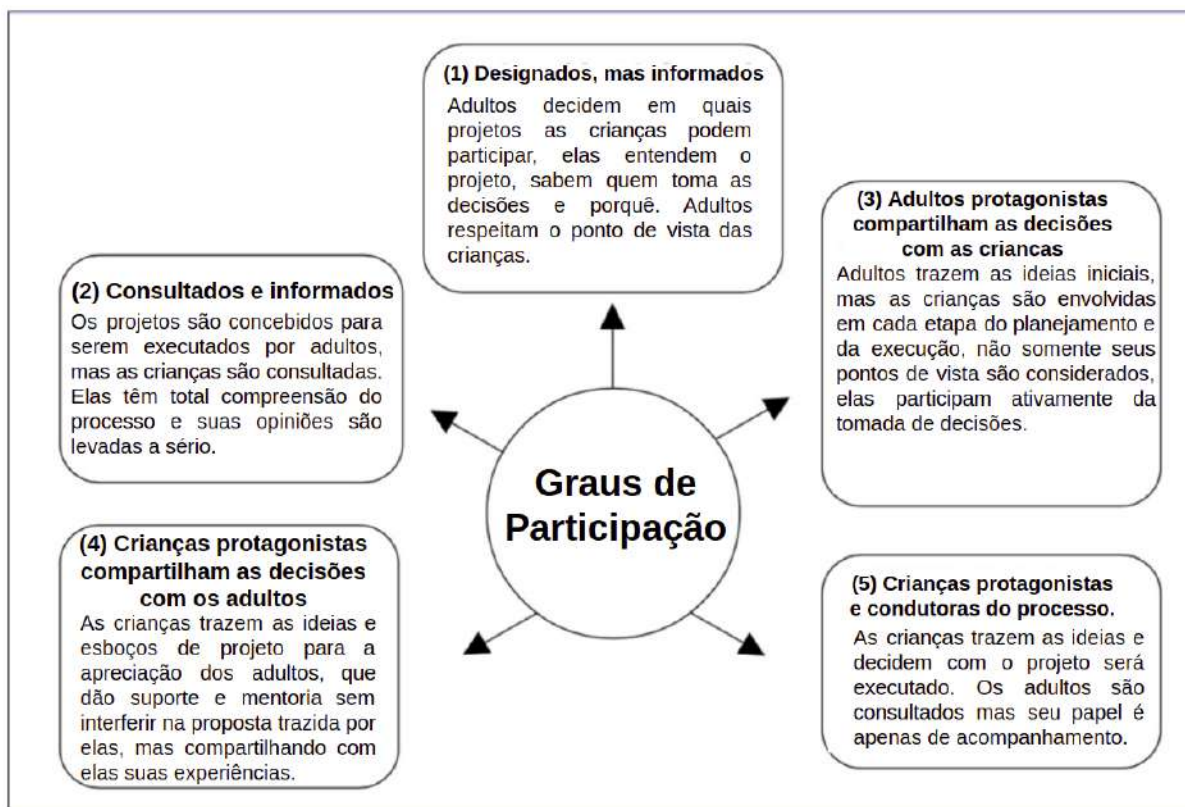 (1) Designados, mas informados
Adultos decidem em quais
projetos as crianças podem
participar, elas entendem o
projeto, sabem quem toma as
decisões e porquê. Adultos
respeitam o ponto de vista das
crianças.
(2) Consultados e informados
Os projetos são concebidos para
serem executados por adultos,
mas as crianças são consultadas.
Elas têm total compreensão do
processo e suas opiniões são
levadas a sério.
(3) Adultos protagonistas
compartilham as decisões
com as criancas
Adultos trazem as ideias iniciais,
mas as crianças são envolvidas
em cada etapa do planejamento e
da execução, não somente seus
pontos de vista são considerados,
elas participam ativamente da
tomada de decisões.
Graus de
Participação
(4) Crianças protagonistas
compartilham as decisões
com os adultos
As crianças trazem as ideias e
esboços de projeto para a
apreciação dos adultos, que
dão suporte e mentoria sem
interferir na proposta trazida por
elas, mas compartilhando com
elas suas experiências.
(5) Crianças protagonistas
e condutoras do processo.
As crianças trazem as ideias e
decidem com o projeto será
executado. Os adultos são
consultados mas seu papel é
apenas de acompanhamento.